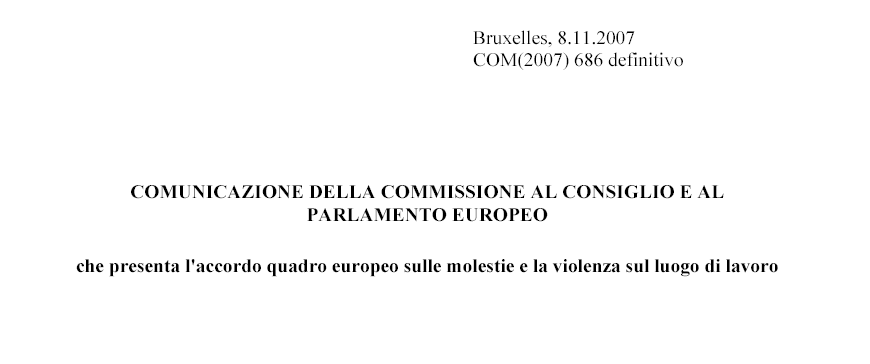 Bruxelles, 8.11.2007
COM(2007) 686 definitivo
COMUNICAZIONE DELLA COMMISSIONE AL CONSIGLIO E AL
PARLAMENTO EUROPEO
che presenta l'accordo quadro europeo sulle molestie e la violenza sul luogo di lavoro